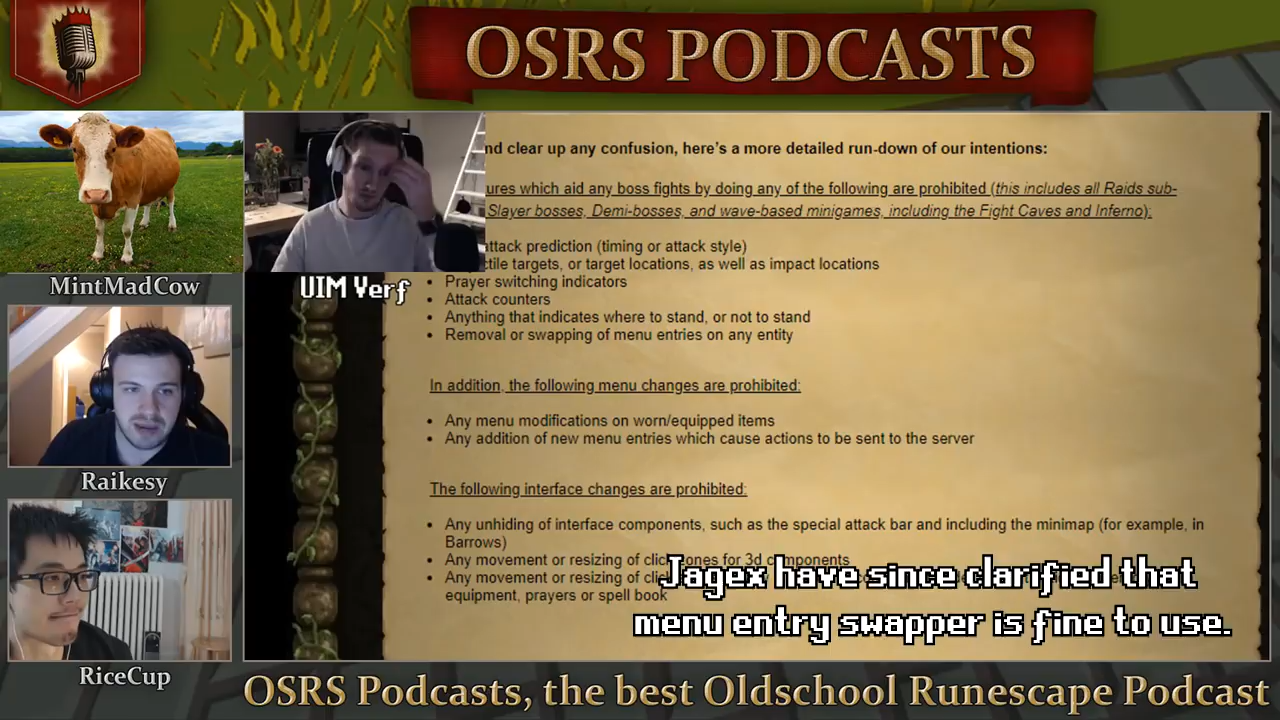 OSRS PODCASTS
nd clear up any confusion, here's a more detailed run-down of our intentions:
ures which aid any boss fights by doing any of the following are prohibited (this includes all Raids sub-
Slayer bosses, Demi-bosses, and wave-based minigames, including the Fight Caves and Inferno):
attack prediction (timing or attack style)
ctile targets, or target locations, as well as impact locations
• Prayer switching indicators
• Attack counters
• Anything that indicates where to stand, or not to stand
• Removal or swapping of menu entries on any entity
In addition, the following menu changes are prohibited:
• Any menu modifications on worn/equipped items
• Any addition of new menu entries which cause actions to be sent to the server
The following interface changes are prohibited:
• Any unhiding of interface components, such as the special attack bar and including the minimap (for example, in
Barrows)
• Any movement or resizing of click zones for 3d components
• Any movement or resizing of
equipment, prayers or spell book
Jagex have since clarified that
menu entry swapper is fine to use.
MintMadCow
UIM Verf
Raikesy
RiceCup
OSRS Podcasts, the best Oldschool Runescape Podcast